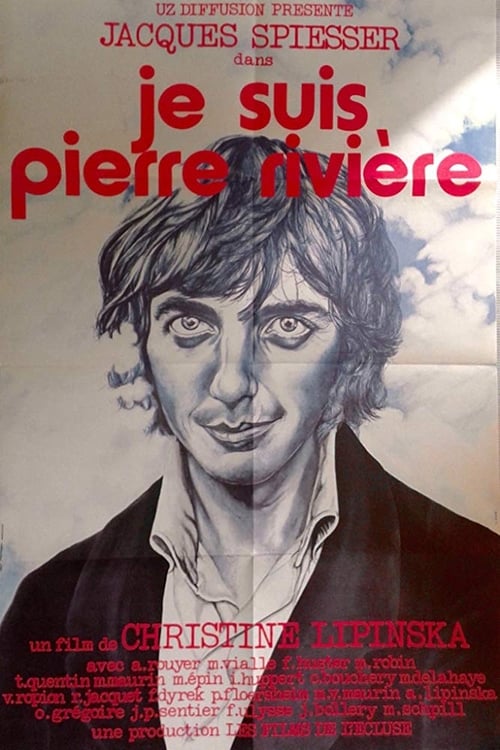 UZ DIFFUSION PRESENTE
JACQUES SPIESSER
dans
je suis
pierre rivière
un film de CHRISTINE LIPINSKA
avec a.rouyer m.vialle f.huster m.robin
t.quentin m.maurin m.épin i.huppert c.bouchery m.delahaye
v.robion r.jacquet f.dyrek p.floersheim m.v.maurin a.lipinska
o.grégoire j.p.sentier f.ulysse j.bollery m.schpill
une production LES FILMS DE L'ECLUSE